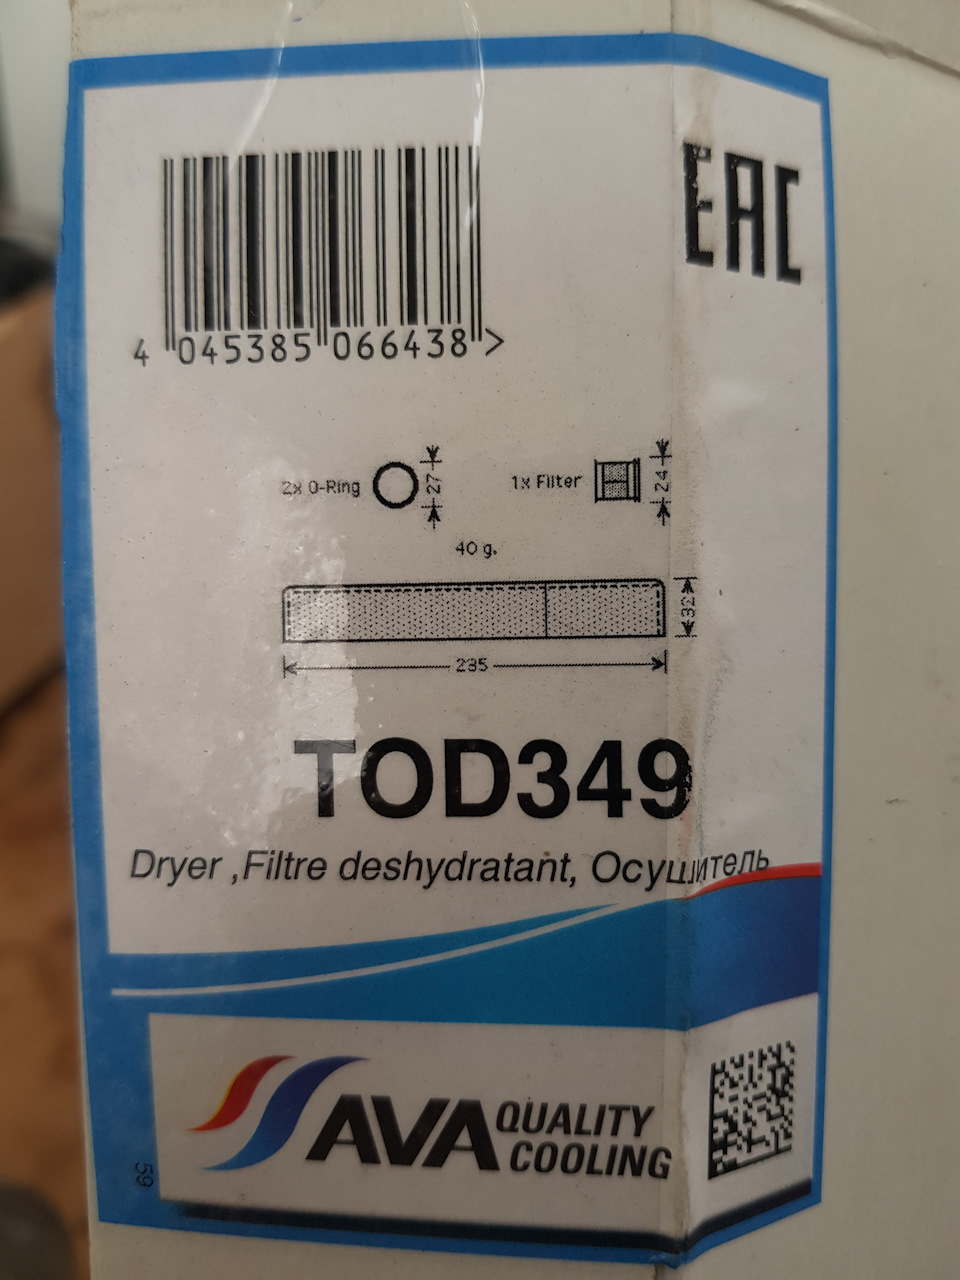 EAC
4 045385 066438 >
2x O-Ring 27 1x Filter 24
40 g.
32
235
TOD349
Dryer ,Filtre deshydratant, Осушитель
AVA QUALITY
COOLING
59